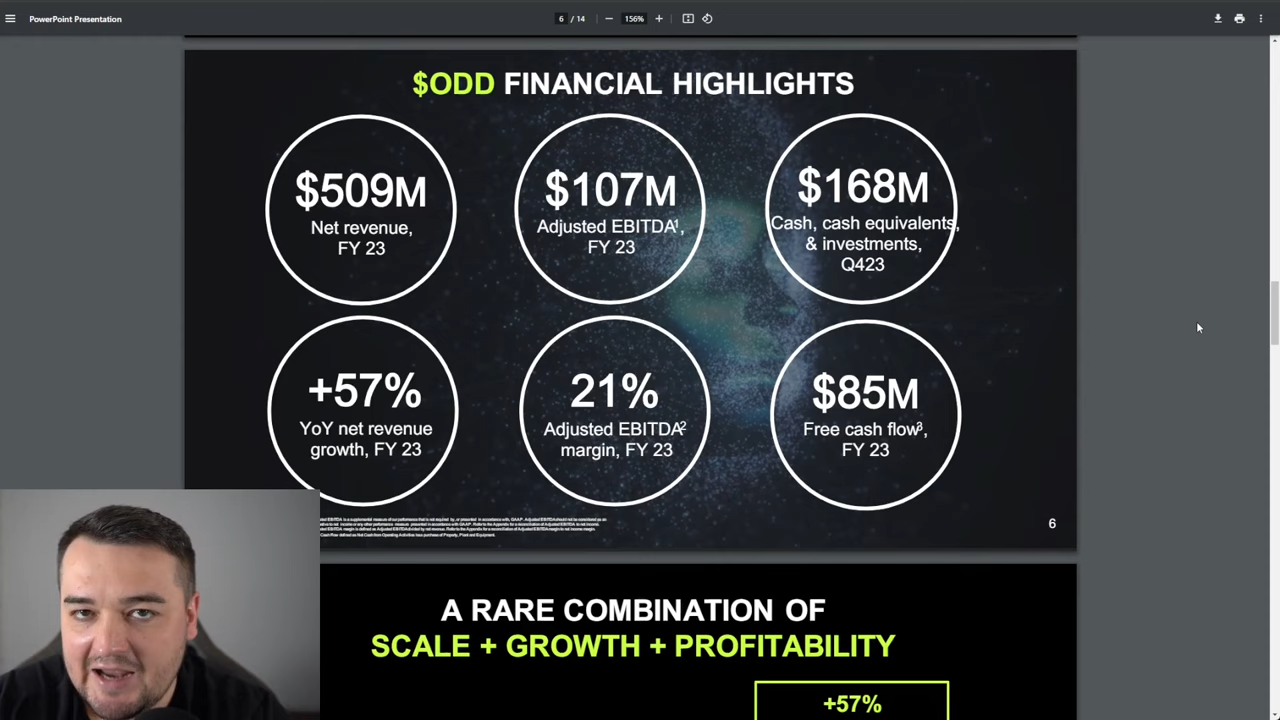 PowerPoint Presentation
6 / 14
156%
$ODD FINANCIAL HIGHLIGHTS
$509M
Net revenue,
FY 23
$107M
Adjusted EBITDA¹,
FY 23
$168M
Cash, cash equivalents,
& investments,
Q423
+57%
YoY net revenue
growth, FY 23
21%
Adjusted EBITDA²
margin, FY 23
$85M
Free cash flow³,
FY 23
6
A RARE COMBINATION OF
SCALE + GROWTH + PROFITABILITY
+57%